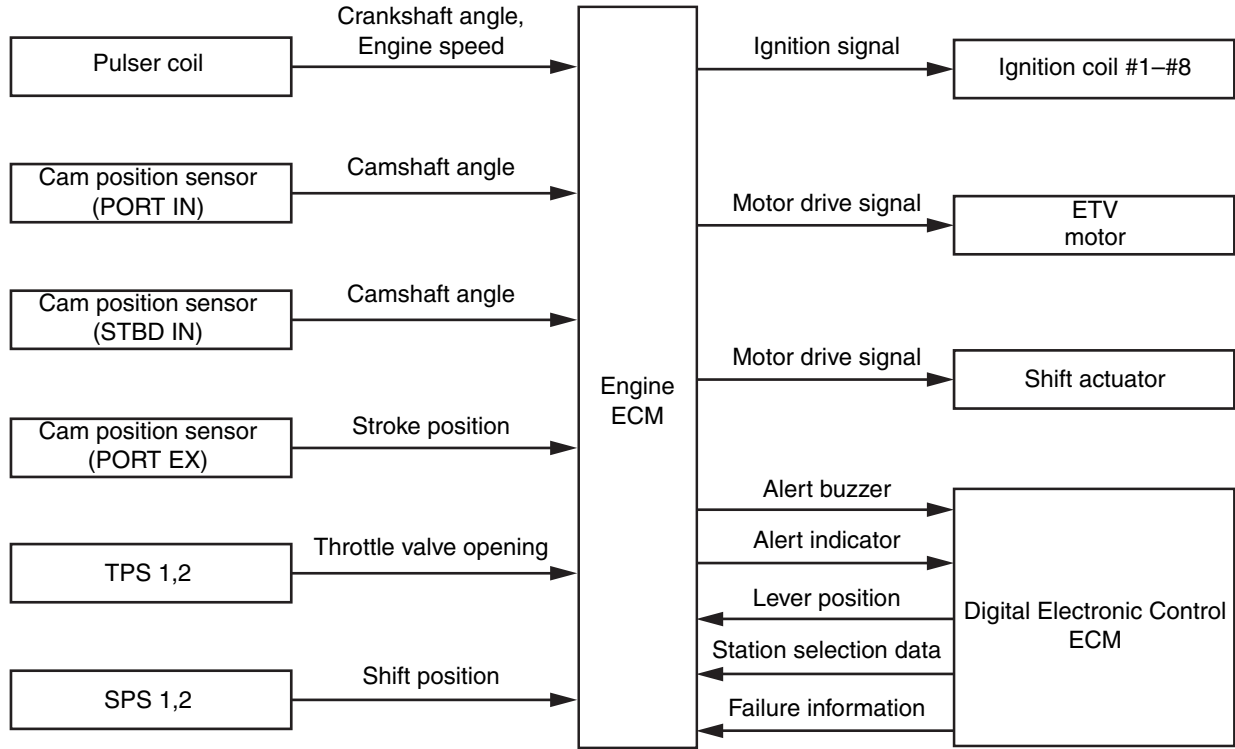 Crankshaft angle,
Engine speed
Pulser coil
Ignition signal
Ignition coil #1–#8
Cam position sensor
(PORT IN)
Camshaft angle
Motor drive signal
ETV
motor
Cam position sensor
(STBD IN)
Camshaft angle
Motor drive signal
Shift actuator
Engine
ECM
Cam position sensor
(PORT EX)
Stroke position
Alert buzzer
Alert indicator
Lever position
Station selection data
Failure information
Digital Electronic Control
ECM
TPS 1,2
Throttle valve opening
SPS 1,2
Shift position